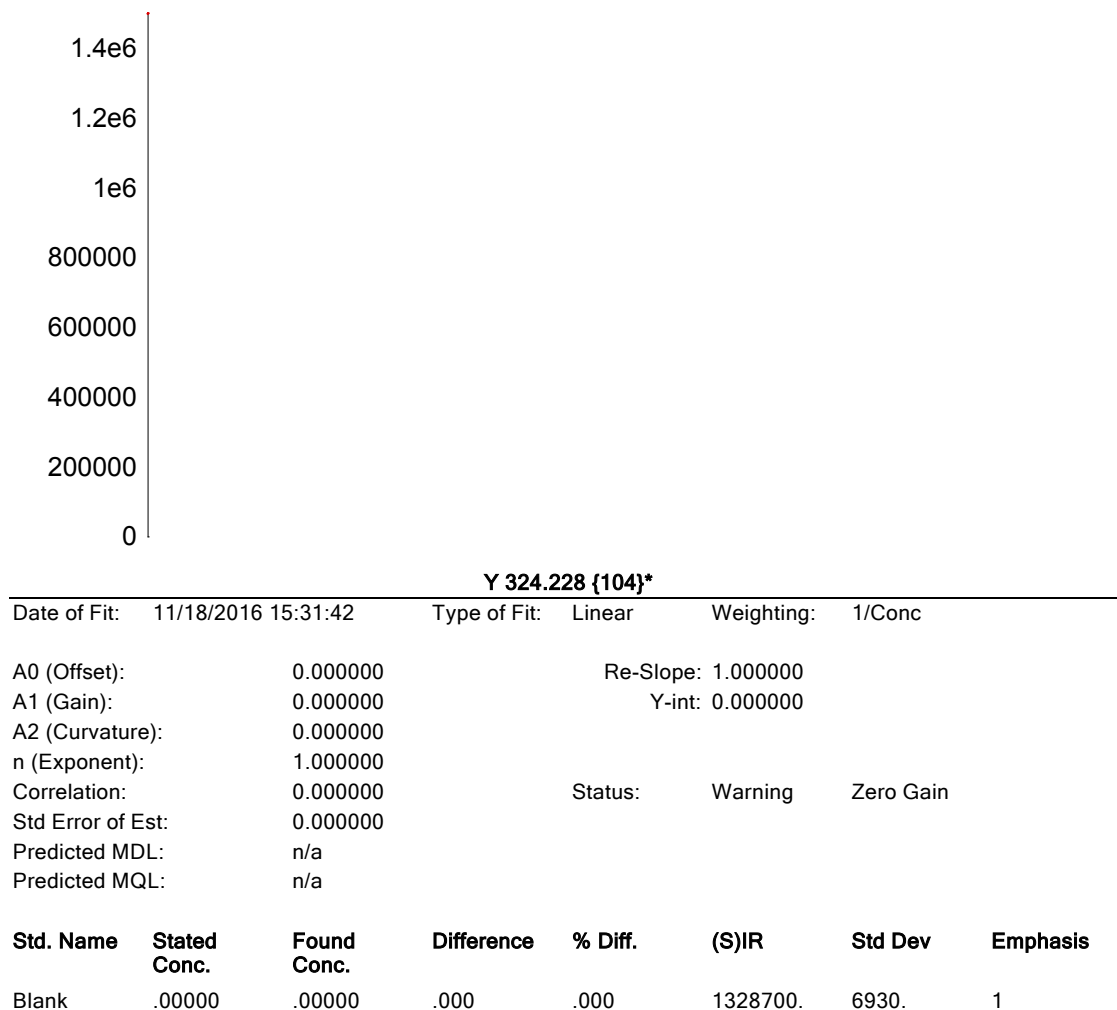 1.4e6
1.2e6
1e6
800000
600000
400000
200000
0
Y 324.228 {104}*
Date of Fit: 11/18/2016 15:31:42 Type of Fit: Linear Weighting: 1/Conc
A0 (Offset): 0.000000 Re-Slope: 1.000000
A1 (Gain): 0.000000 Y-int: 0.000000
A2 (Curvature): 0.000000
n (Exponent): 1.000000
Correlation: 0.000000 Status: Warning Zero Gain
Std Error of Est: 0.000000
Predicted MDL: n/a
Predicted MQL: n/a
Std. Name Stated Found Difference % Diff. (S)IR Std Dev Emphasis
Conc. Conc.
Blank .00000 .00000 .000 .000 1328700. 6930. 1